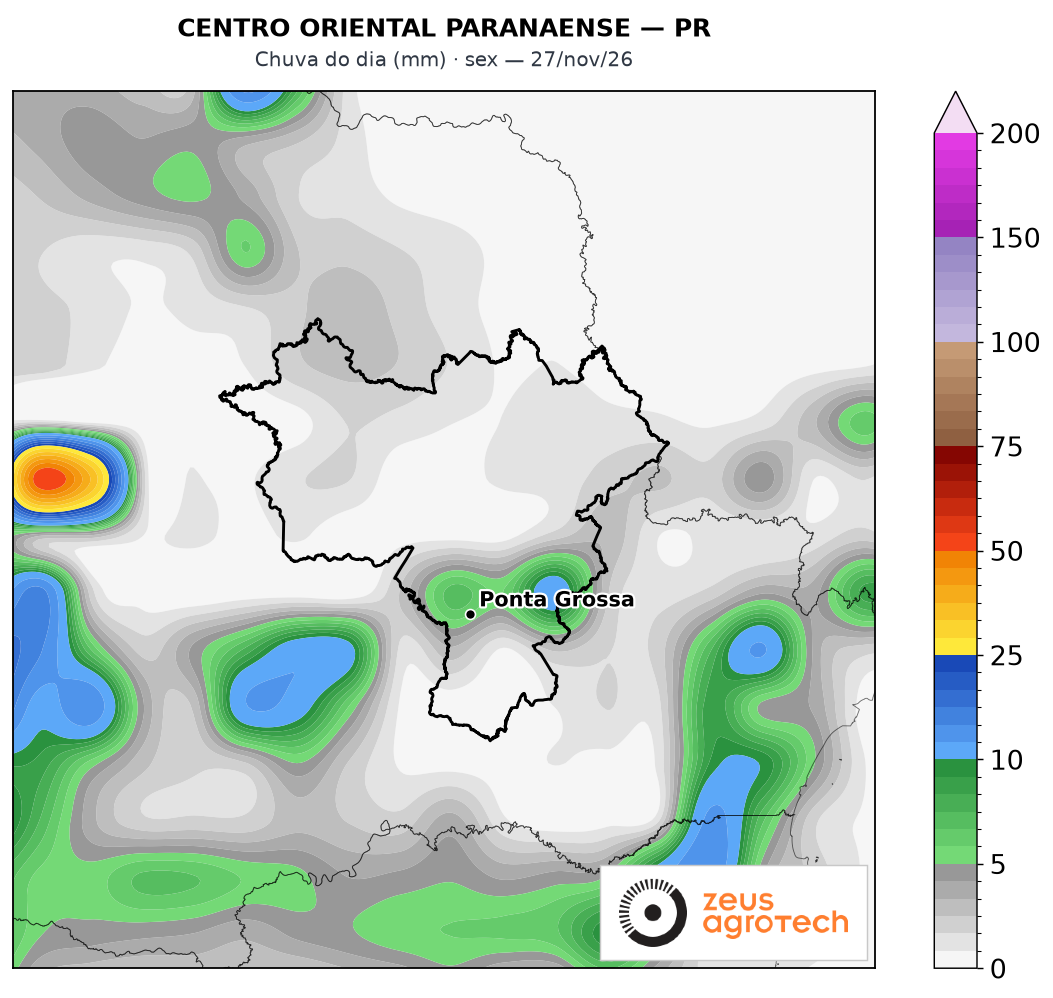 CENTRO ORIENTAL PARANAENSE — PR
Chuva do dia (mm) · sex — 27/nov/26
200
150
100
75
50
25
10
5
0
Ponta Grossa
zeus
agrotech